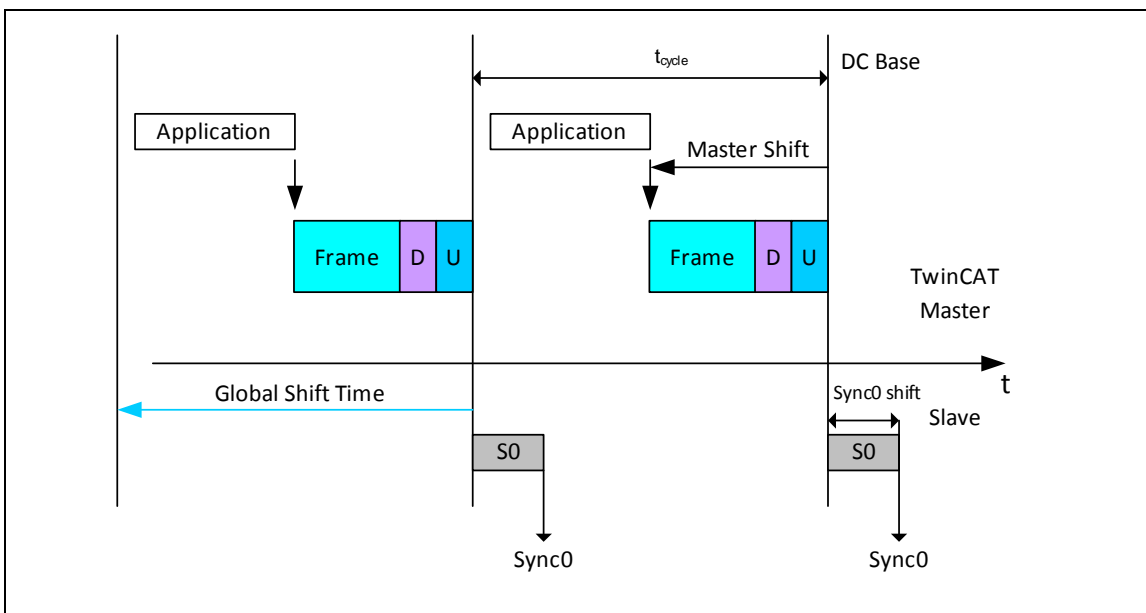 tcycle
DC Base
Application
Application
Master Shift
Frame D U
Frame D U
TwinCAT
Master
t
Global Shift Time
Sync0 shift
Slave
S0
S0
Sync0
Sync0